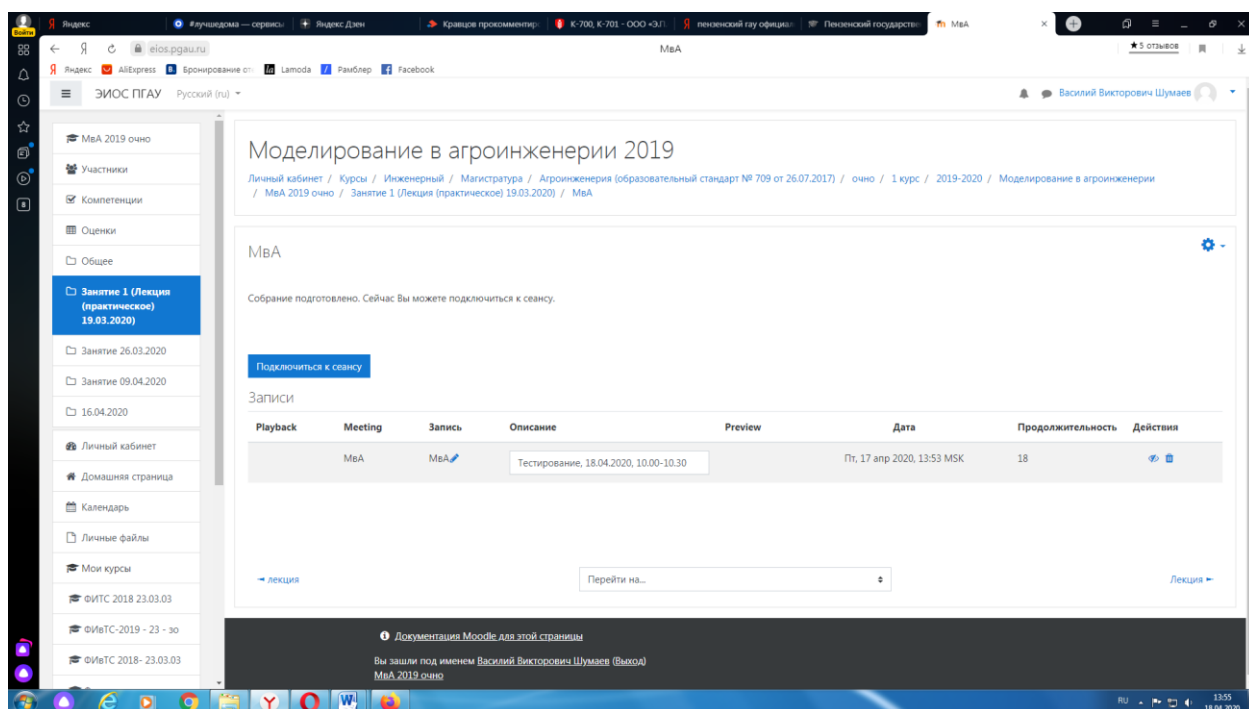 Войти
Яндекс
#лучшедома — сервисы
Яндекс Дзен
Кравцов прокомментир
К-700, К-701 - ООО «Э.Л.
пензенский гау официал
Пензенский государстве
МвА
Я
elos.pgau.ru
МвА
★ 5 отзывов
Яндекс
AliExpress
Бронирование от
Lamoda
Рамблер
Facebook
ЭИОС ПГАУ Русский (ru)
Василий Викторович Шумаев
МвА 2019 очно
Участники
Компетенции
Оценки
Общее
Занятие 1 (Лекция
(практическое)
19.03.2020)
Занятие 26.03.2020
Занятие 09.04.2020
16.04.2020
Личный кабинет
Домашняя страница
Календарь
Личные файлы
Мои курсы
ФИТС 2018 23.03.03
ФИвТС-2019 - 23 - зо
ФИвТС 2018- 23.03.03
Моделирование в агроинженерии 2019
Личный кабинет / Курсы / Инженерный / Магистратура / Агроинженерия (образовательный стандарт № 709 от 26.07.2017) / очно / 1 курс / 2019-2020 / Моделирование в агроинженерии
/ МвА 2019 очно / Занятие 1 (Лекция (практическое) 19.03.2020) / МвА
МвА
Собрание подготовлено. Сейчас Вы можете подключиться к сеансу.
Подключиться к сеансу
Записи
Playback Meeting Запись Описание Preview Дата Продолжительность Действия
МвА МвА Тестирование, 18.04.2020, 10.00-10.30 Пт, 17 апр 2020, 13:53 MSK 18
◄ лекция
Перейти на...
Лекция ►
Документация Moodle для этой страницы
Вы зашли под именем Василий Викторович Шумаев (Выход)
МвА 2019 очно
RU
13:55
18.04.2020